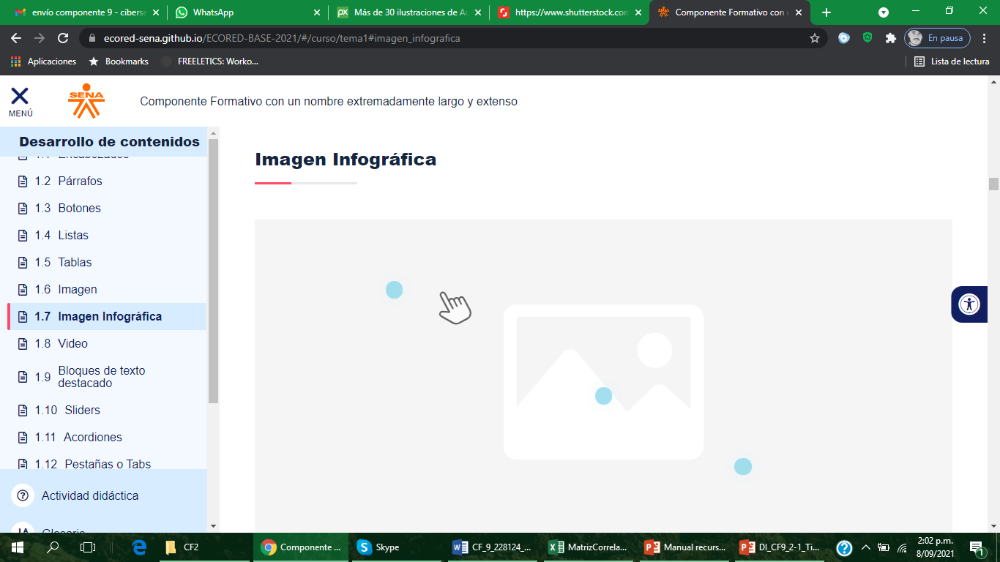 envío componente 9 - ciberse
WhatsApp
Más de 30 ilustraciones de Au
https://www.shutterstock.com
Componente Formativo con u
ecored-sena.github.io/ECORED-BASE-2021/#/curso/tema1#imagen_infografica
En pausa
Aplicaciones
Bookmarks
FREELETICS: Worko...
Lista de lectura
MENÚ
SENA
Componente Formativo con un nombre extremadamente largo y extenso
Desarrollo de contenidos
1.1 Encabezados
1.2 Párrafos
1.3 Botones
1.4 Listas
1.5 Tablas
1.6 Imagen
1.7 Imagen Infográfica
1.8 Video
1.9 Bloques de texto
destacado
1.10 Sliders
1.11 Acordiones
1.12 Pestañas o Tabs
Actividad didáctica
Glosario
Imagen Infográfica
CF2
Componente ...
Skype
CF_9_228124_...
MatrizCorrela...
Manual recurs...
DI_CF9_2-1_Ti...
2:02 p.m.
8/09/2021
1